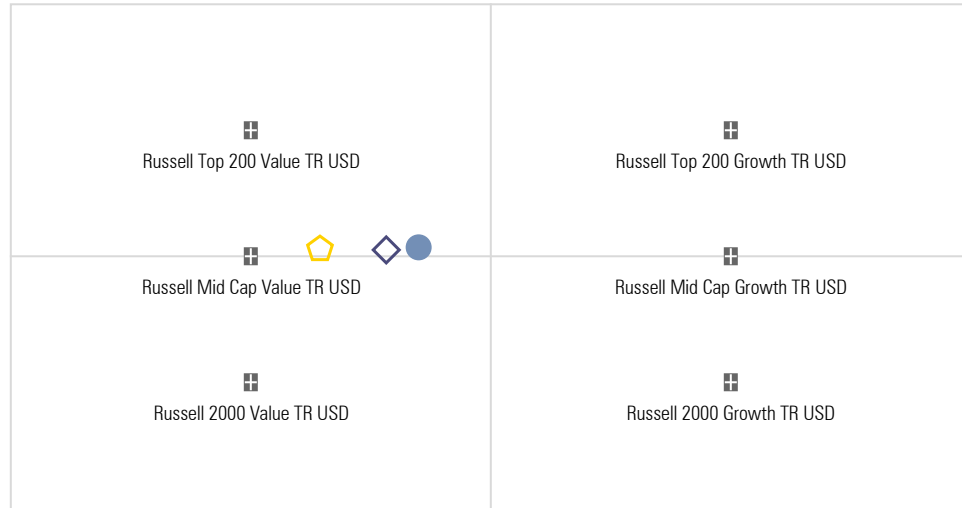 Russell Top 200 Value TR USD
Russell Top 200 Growth TR USD
Russell Mid Cap Value TR USD
Russell Mid Cap Growth TR USD
Russell 2000 Value TR USD
Russell 2000 Growth TR USD